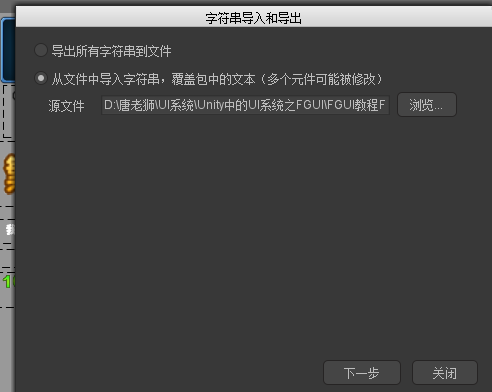 字符串导入和导出
导出所有字符串到文件
从文件中导入字符串，覆盖包中的文本（多个元件可能被修改）
源文件 D:\唐老狮\UI系统\Unity中的UI系统之FGUI\FGUI教程F 浏览...
下一步 关闭